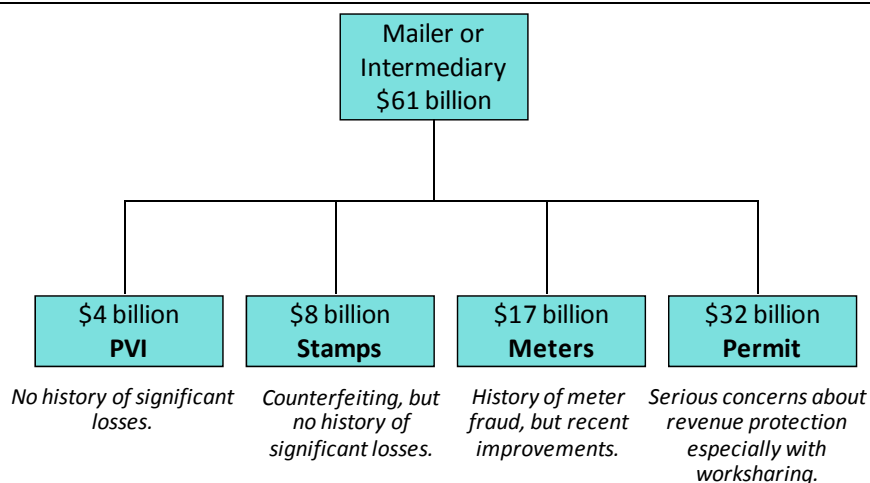 Mailer or
Intermediary
$61 billion
$4 billion
PVI
$8 billion
Stamps
$17 billion
Meters
$32 billion
Permit
No history of significant
losses.
Counterfeiting, but
no history of
significant losses.
History of meter
fraud, but recent
improvements.
Serious concerns about
revenue protection
especially with
worksharing.